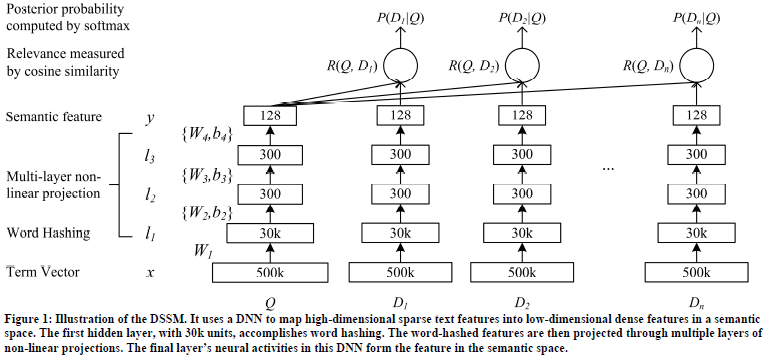 Posterior probability
computed by softmax
P(D1|Q) P(D2|Q) P(Dn|Q)
Relevance measured
by cosine similarity
R(Q, D1) R(Q, D2) R(Q, Dn)
Semantic feature y 128 128 128 128
{W4,b4}
l3 300 300 300 300
Multi-layer non-
linear projection
{W3,b3}
...
l2 300 300 300 300
{W2,b2}
Word Hashing l1 30k 30k 30k 30k
W1
Term Vector x 500k 500k 500k 500k
Q D1 D2 Dn
Figure 1: Illustration of the DSSM. It uses a DNN to map high-dimensional sparse text features into low-dimensional dense features in a semantic
space. The first hidden layer, with 30k units, accomplishes word hashing. The word-hashed features are then projected through multiple layers of
non-linear projections. The final layer's neural activities in this DNN form the feature in the semantic space.